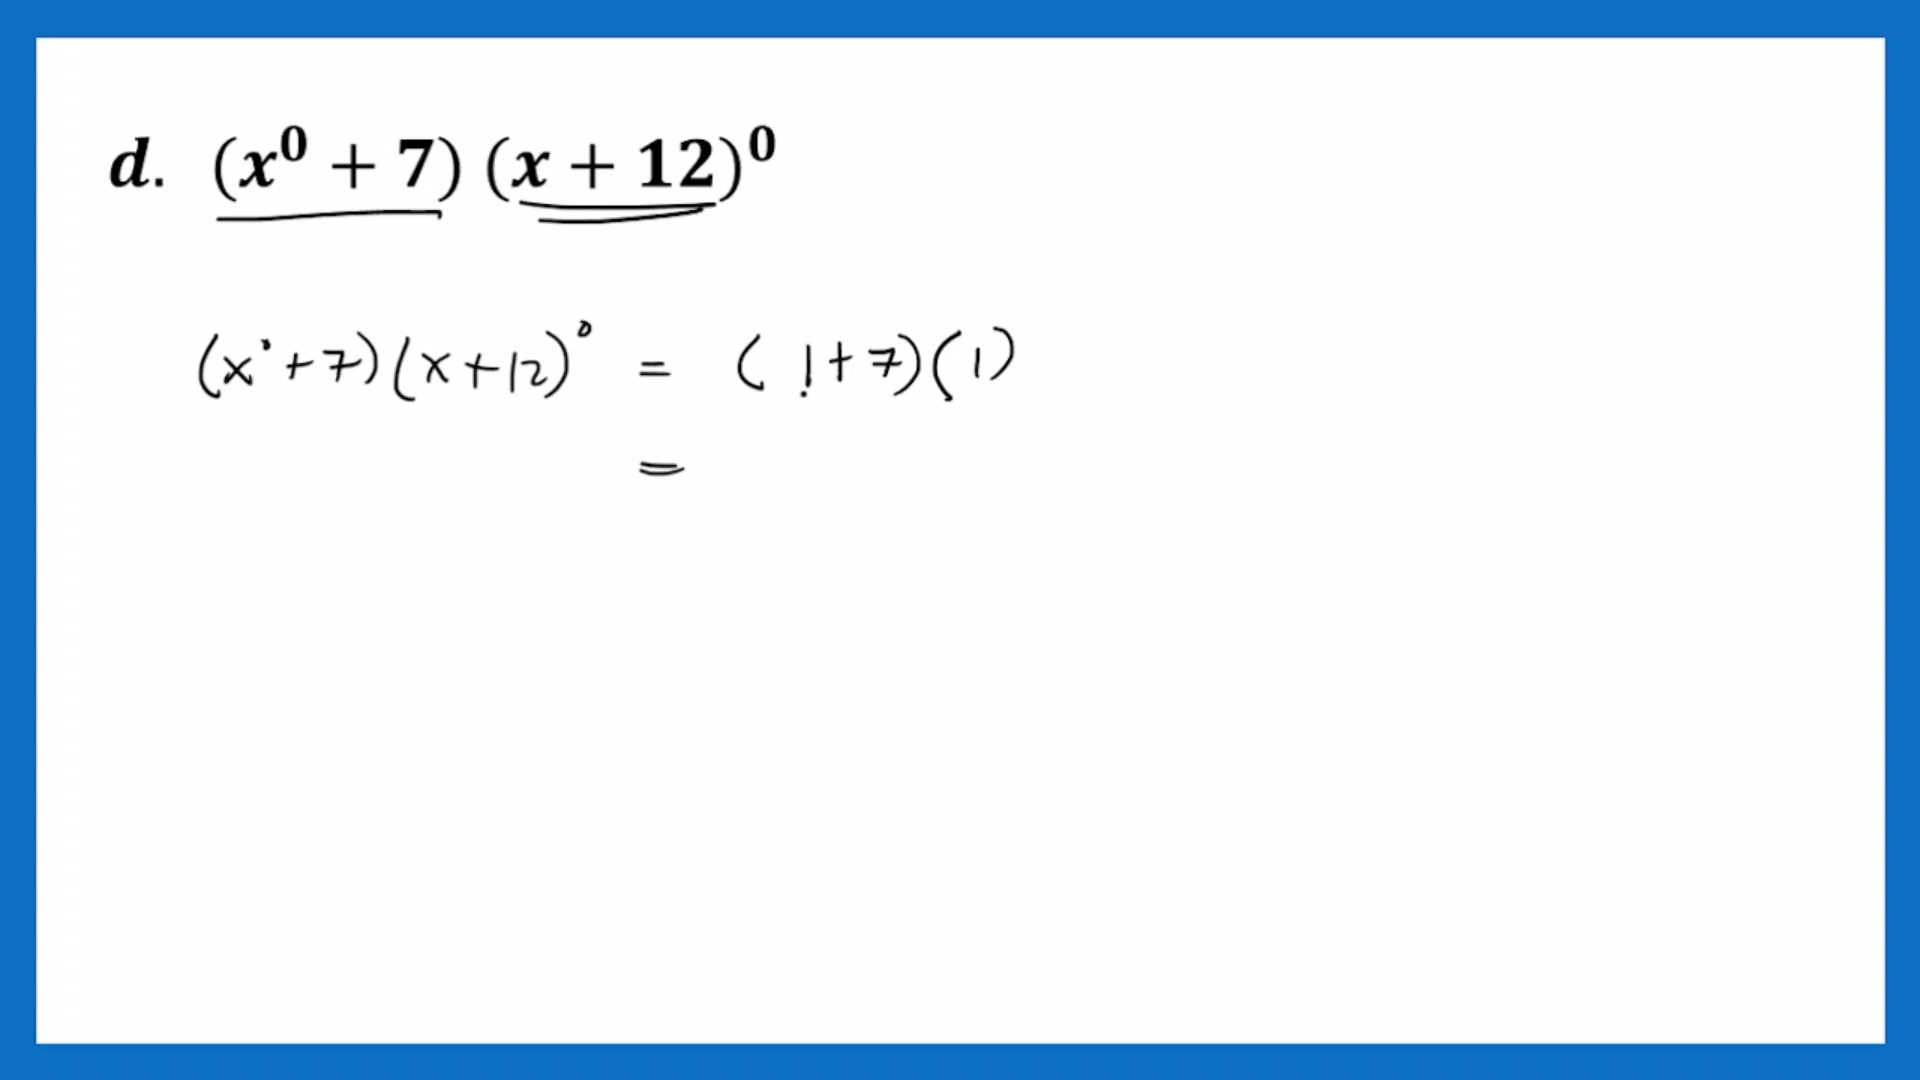 d. (x⁰ + 7) (x + 12)⁰
(x⁰+7)(x+12)⁰ = (1+7)(1)
=